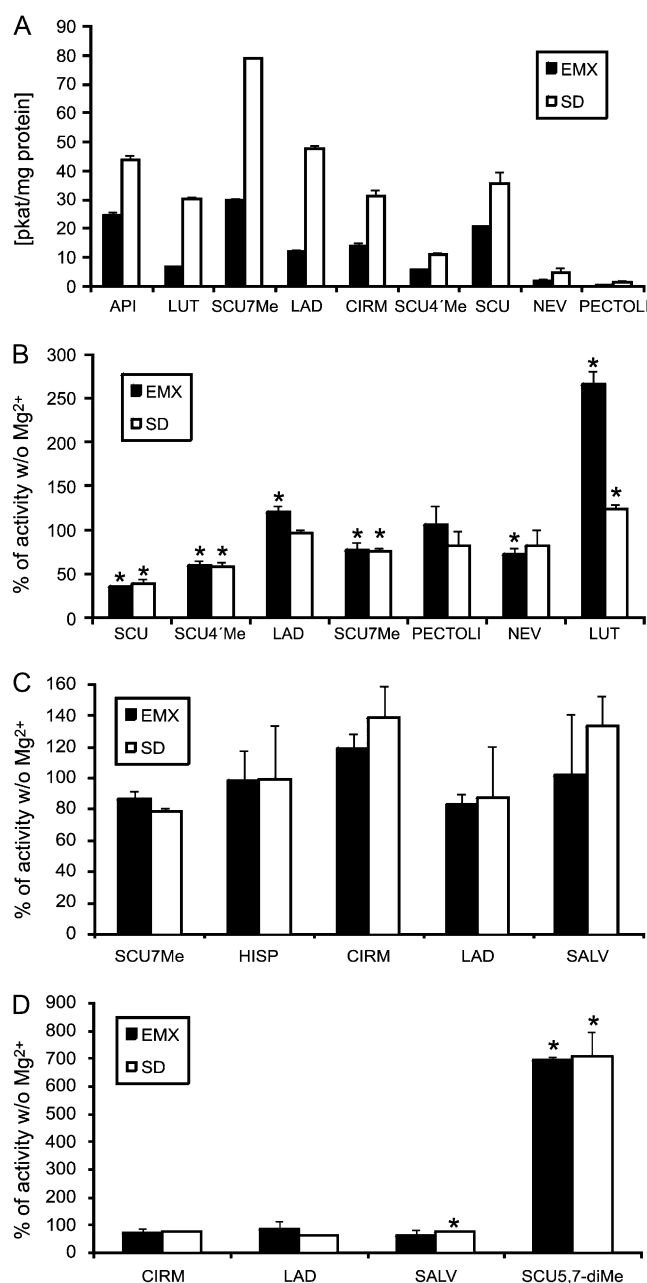 A
[pkat/mg protein]
90
80
70
60
50
40
30
20
10
0
EMX
SD
API LUT SCU7Me LAD CIRM SCU4´Me SCU NEV PECTOLI
B
% of activity w/o Mg2+
300
250
200
150
100
50
0
EMX
SD
* * * * * * * * * *
SCU SCU4´Me LAD SCU7Me PECTOLI NEV LUT
C
% of activity w/o Mg2+
160
140
120
100
80
60
40
20
0
EMX
SD
SCU7Me HISP CIRM LAD SALV
D
% of activity w/o Mg2+
900
800
700
600
500
400
300
200
100
0
EMX
SD
* * *
CIRM LAD SALV SCU5,7-diMe